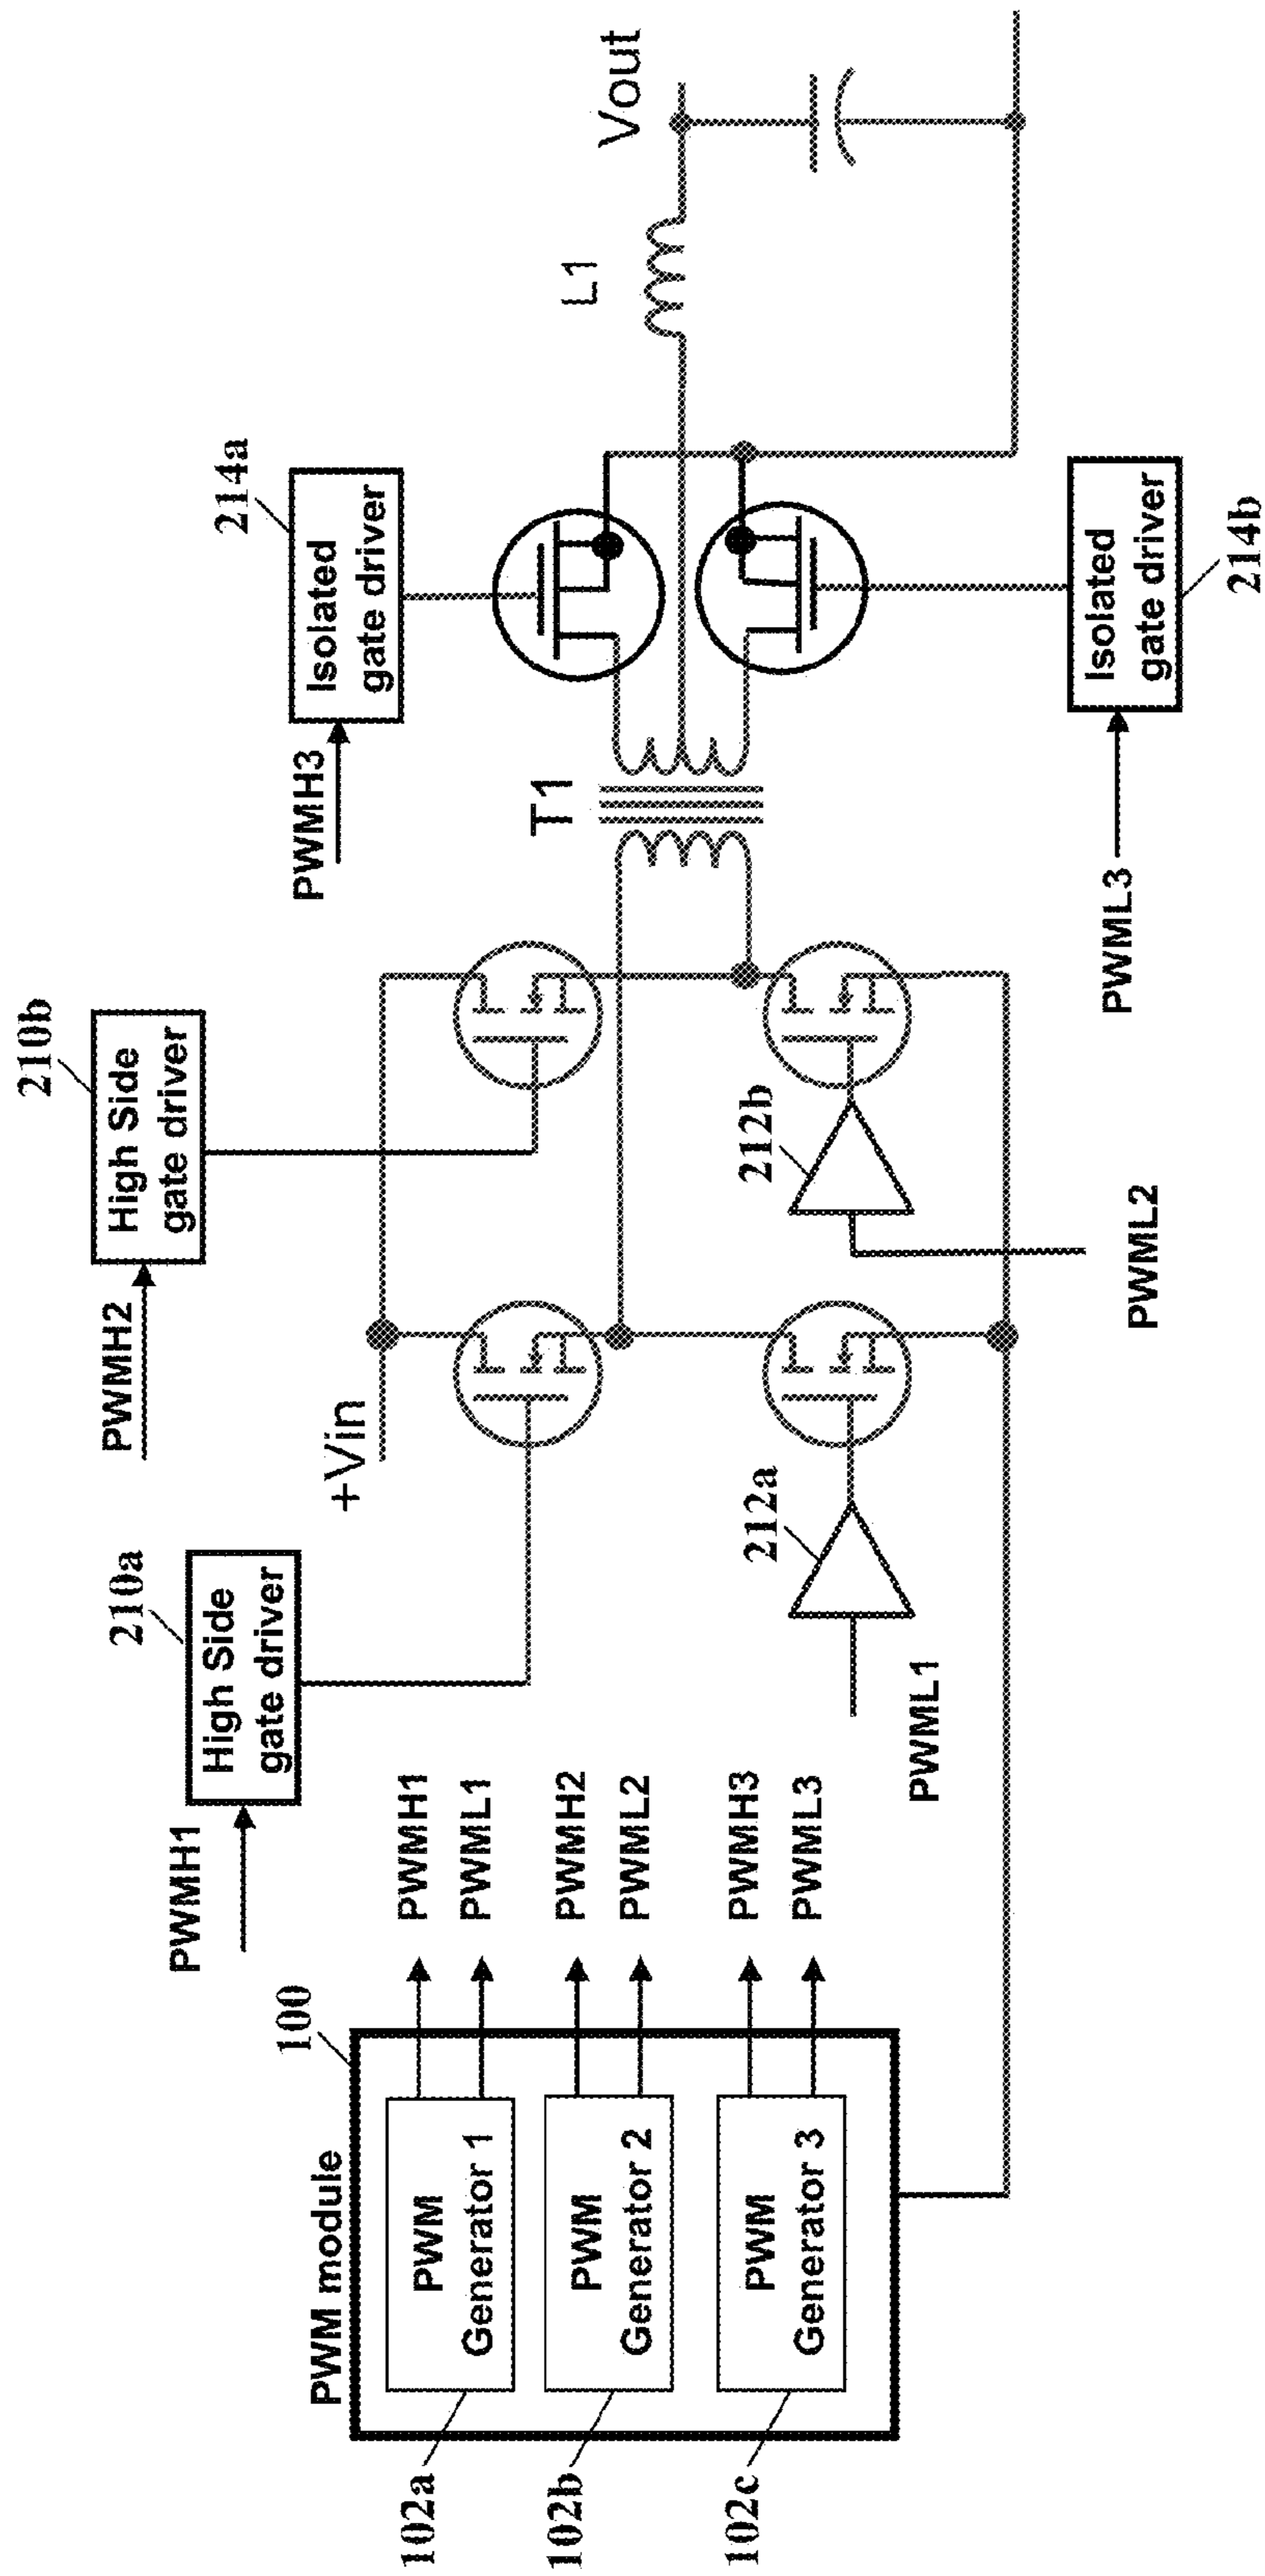 210b
High Side
gate driver
PWMH2
214a
Isolated
gate driver
PWMH3
210a
High Side
gate driver
PWMH1
+Vin
T1
L1
Vout
100
PWM module
PWM
Generator 1
102a
PWMH1
PWML1
PWM
Generator 2
102b
PWMH2
PWML2
PWM
Generator 3
102c
PWMH3
PWML3
212a
PWML1
212b
PWML2
PWML3
Isolated
gate driver
214b